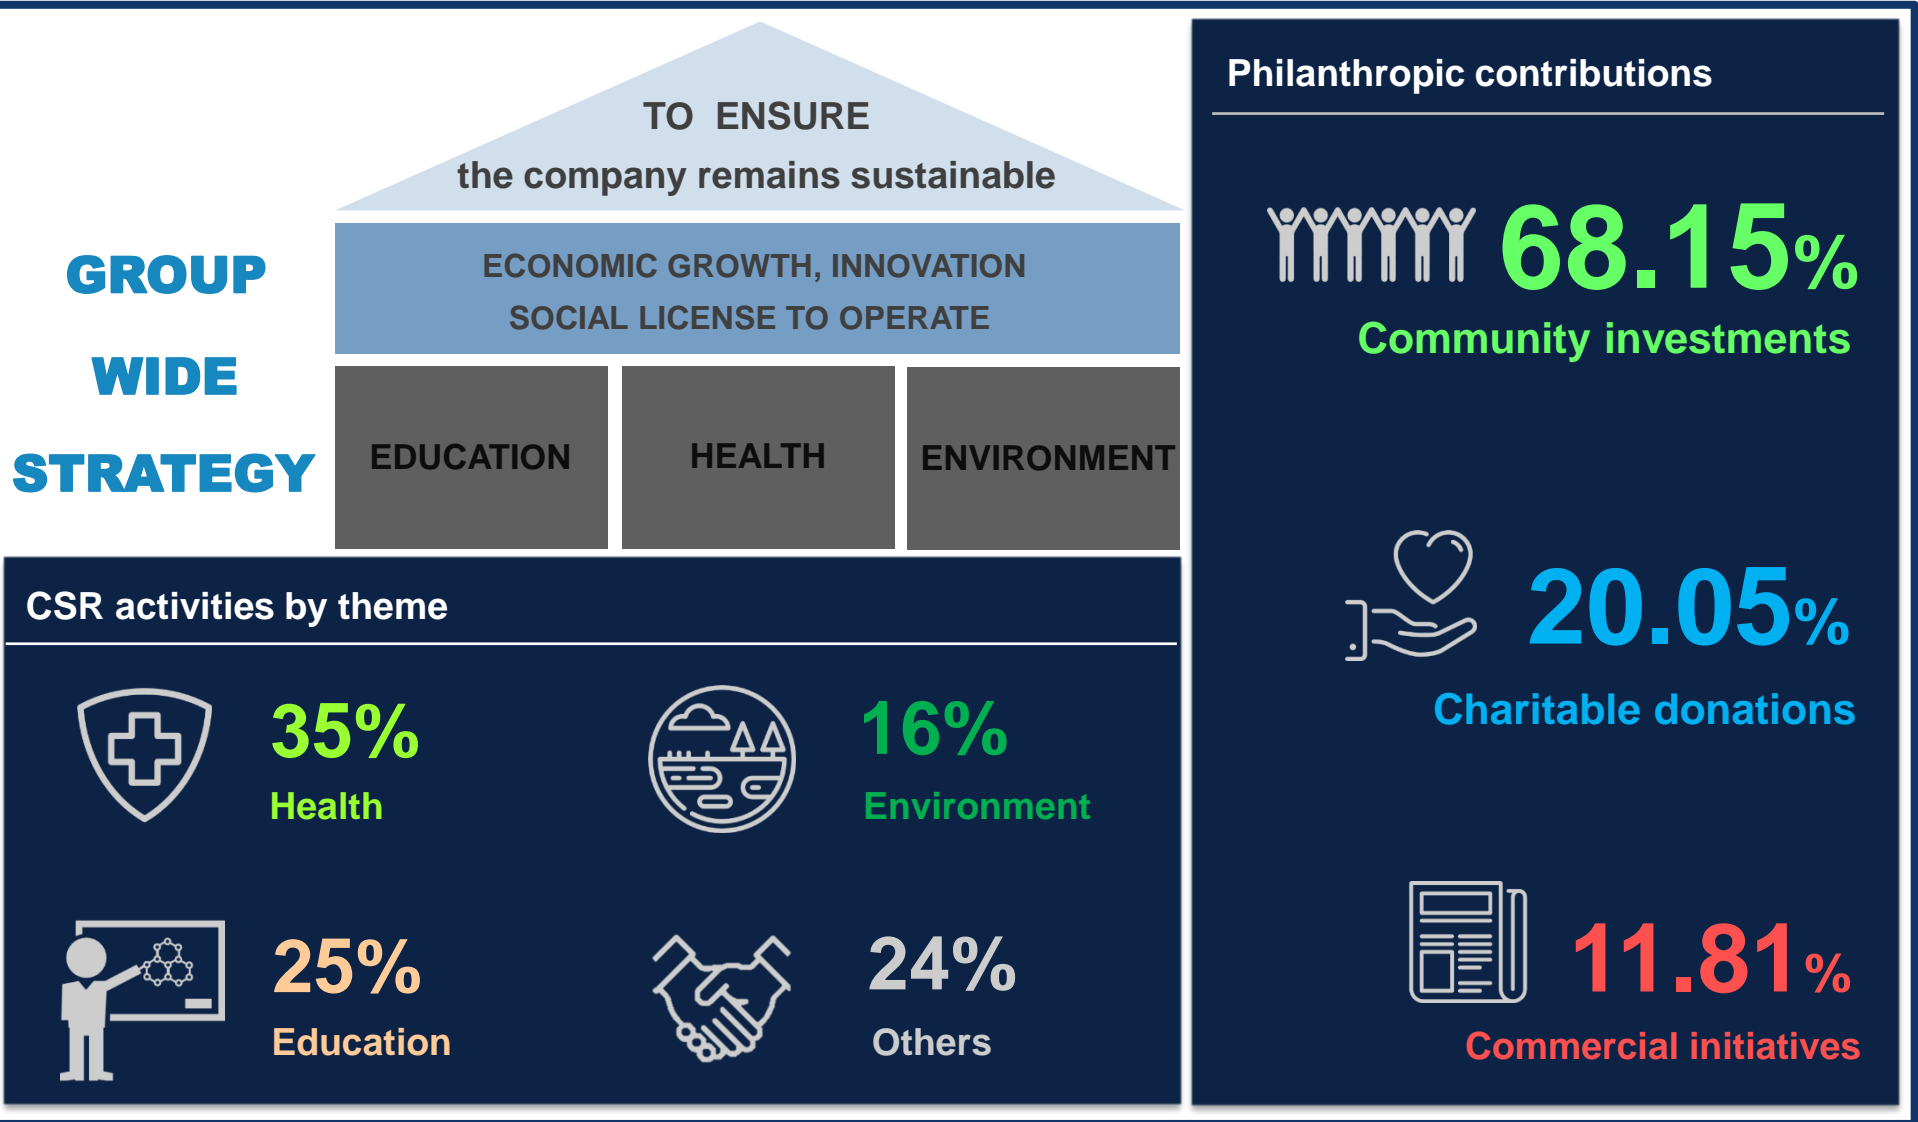 GROUP
WIDE
STRATEGY
TO ENSURE
the company remains sustainable
ECONOMIC GROWTH, INNOVATION
SOCIAL LICENSE TO OPERATE
EDUCATION
HEALTH
ENVIRONMENT
CSR activities by theme
35%
Health
16%
Environment
25%
Education
24%
Others
Philanthropic contributions
68.15%
Community investments
20.05%
Charitable donations
11.81%
Commercial initiatives